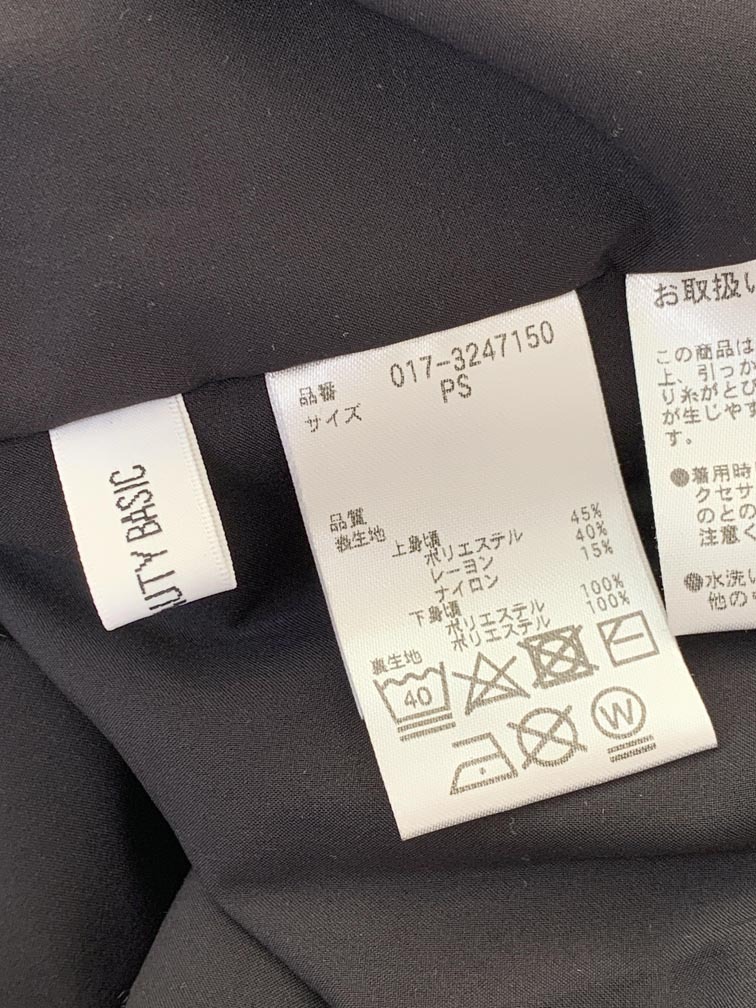 UTY BASIC
品番 017-3247150
サイズ PS
品質
表生地 上身頃
ポリエステル 45%
レーヨン 40%
ナイロン 15%
下身頃
ポリエステル 100%
裏生地 ポリエステル 100%
40
W
お取扱い
この商品は
上、引っか
り糸がとび
が生じやす
す。
●着用時
クセサ
のとの
注意く
●水洗い
他のも